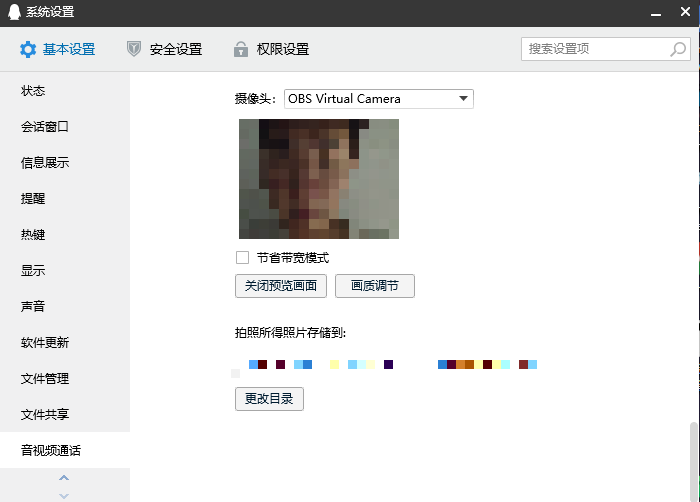 系统设置
基本设置 安全设置 权限设置 搜索设置项
状态
会话窗口
信息展示
提醒
热键
显示
声音
软件更新
文件管理
文件共享
音视频通话
摄像头: OBS Virtual Camera
节省带宽模式
关闭预览画面 画质调节
拍照所得照片存储到:
更改目录